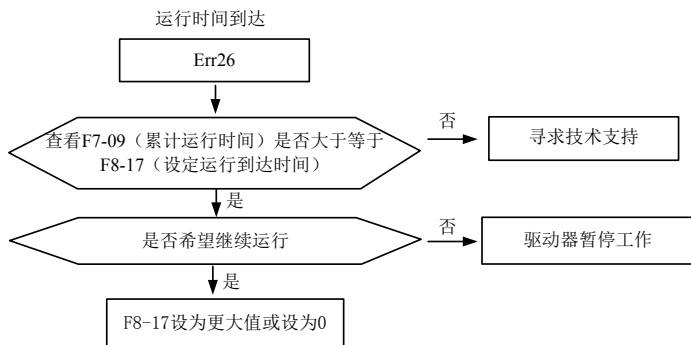 运行时间到达
Err26
查看F7-09（累计运行时间）是否大于等于
F8-17（设定运行到达时间）
否
寻求技术支持
是
是否希望继续运行
否
驱动器暂停工作
是
F8-17设为更大值或设为0